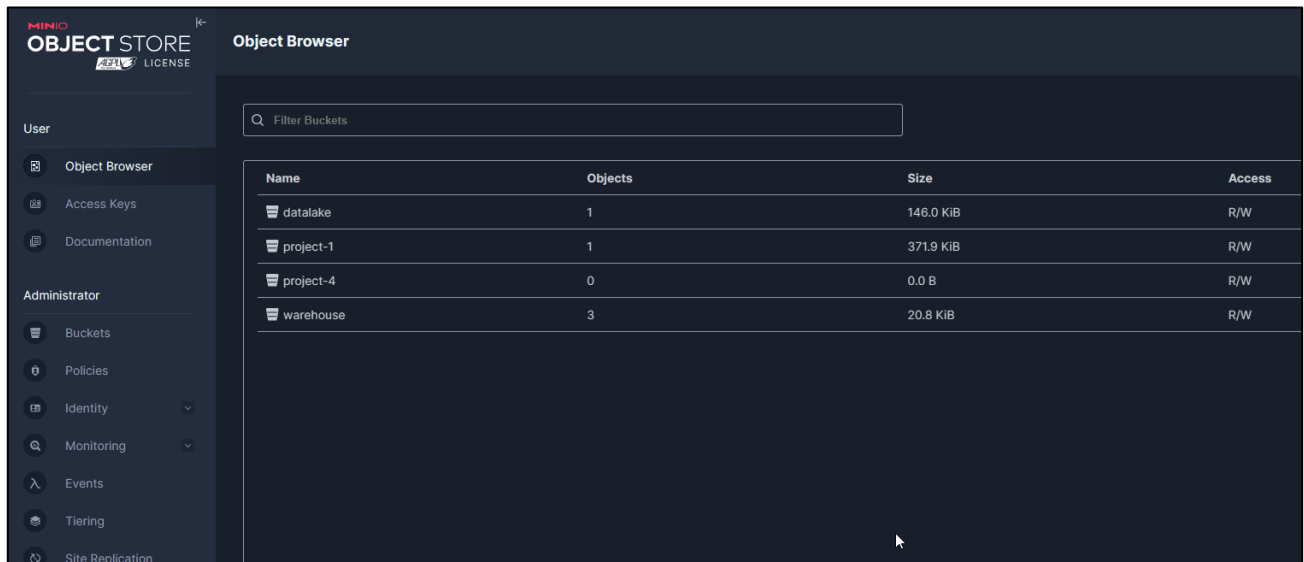 MINIO
OBJECT STORE
AGPLv3 LICENSE
Object Browser
User
Object Browser
Access Keys
Documentation
Administrator
Buckets
Policies
Identity
Monitoring
Events
Tiering
Site Replication
Filter Buckets
Name Objects Size Access
datalake 1 146.0 KiB R/W
project-1 1 371.9 KiB R/W
project-4 0 0.0 B R/W
warehouse 3 20.8 KiB R/W